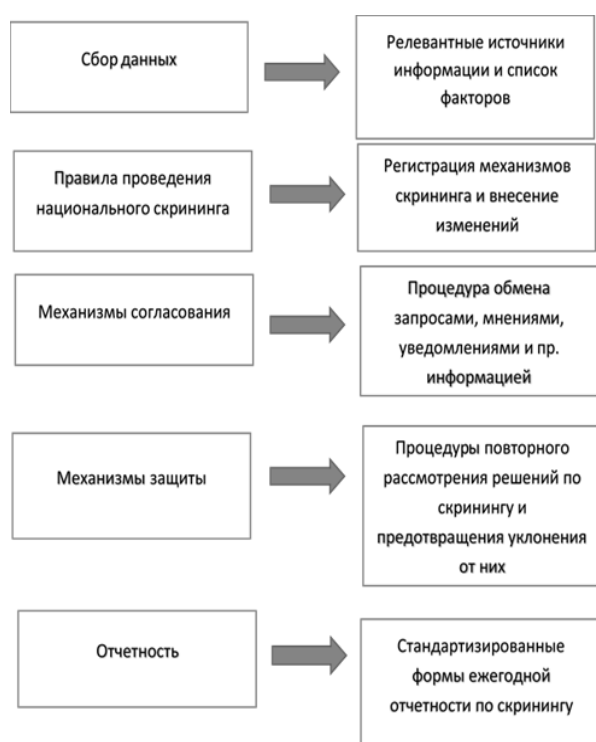 Сбор данных
Релевантные источники
информации и список
факторов
Правила проведения
национального скрининга
Регистрация механизмов
скрининга и внесение
изменений
Механизмы согласования
Процедура обмена
запросами, мнениями,
уведомлениями и пр.
информацией
Механизмы защиты
Процедуры повторного
рассмотрения решений по
скринингу и
предотвращения уклонения
от них
Отчетность
Стандартизированные
формы ежегодной
отчетности по скринингу